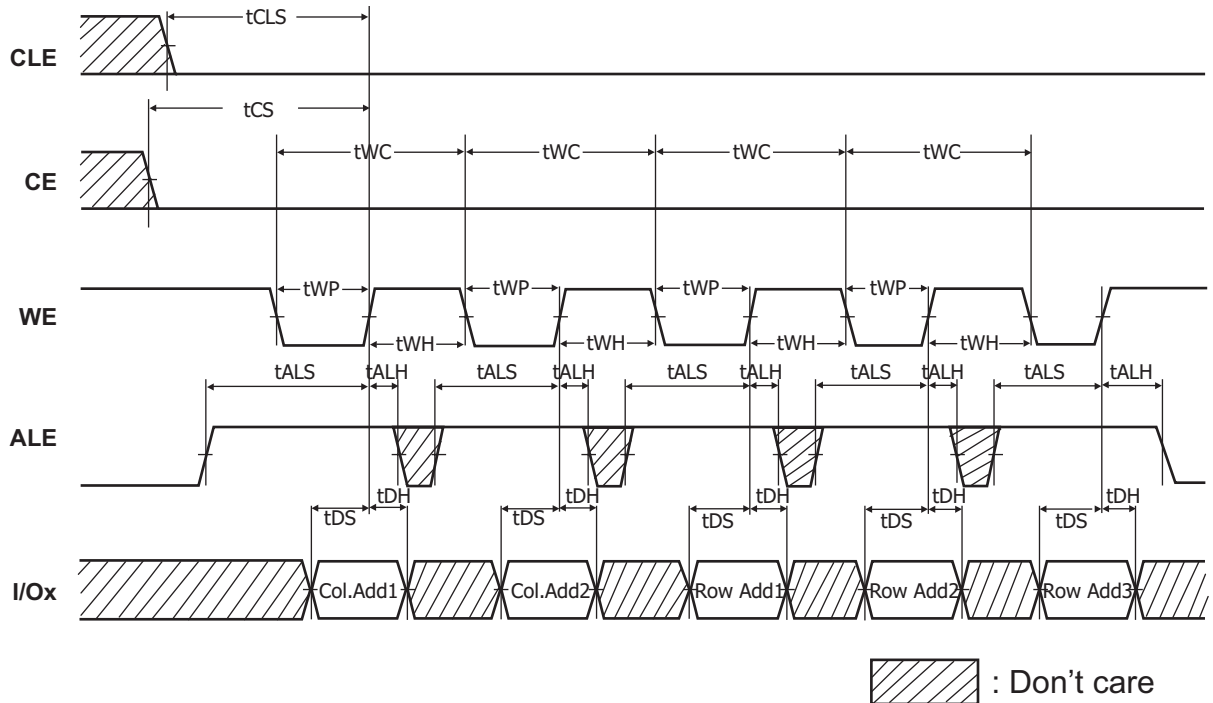 tCLS
CLE
tCS
tWC tWC tWC tWC
CE
tWP tWP tWP tWP
WE
tWH tWH tWH tWH
tALS tALH tALS tALH tALS tALH tALS tALH tALS tALH
ALE
tDH tDH tDH tDH tDH
tDS tDS tDS tDS tDS
I/Ox Col.Add1 Col.Add2 Row Add1 Row Add2 Row Add3
: Don't care